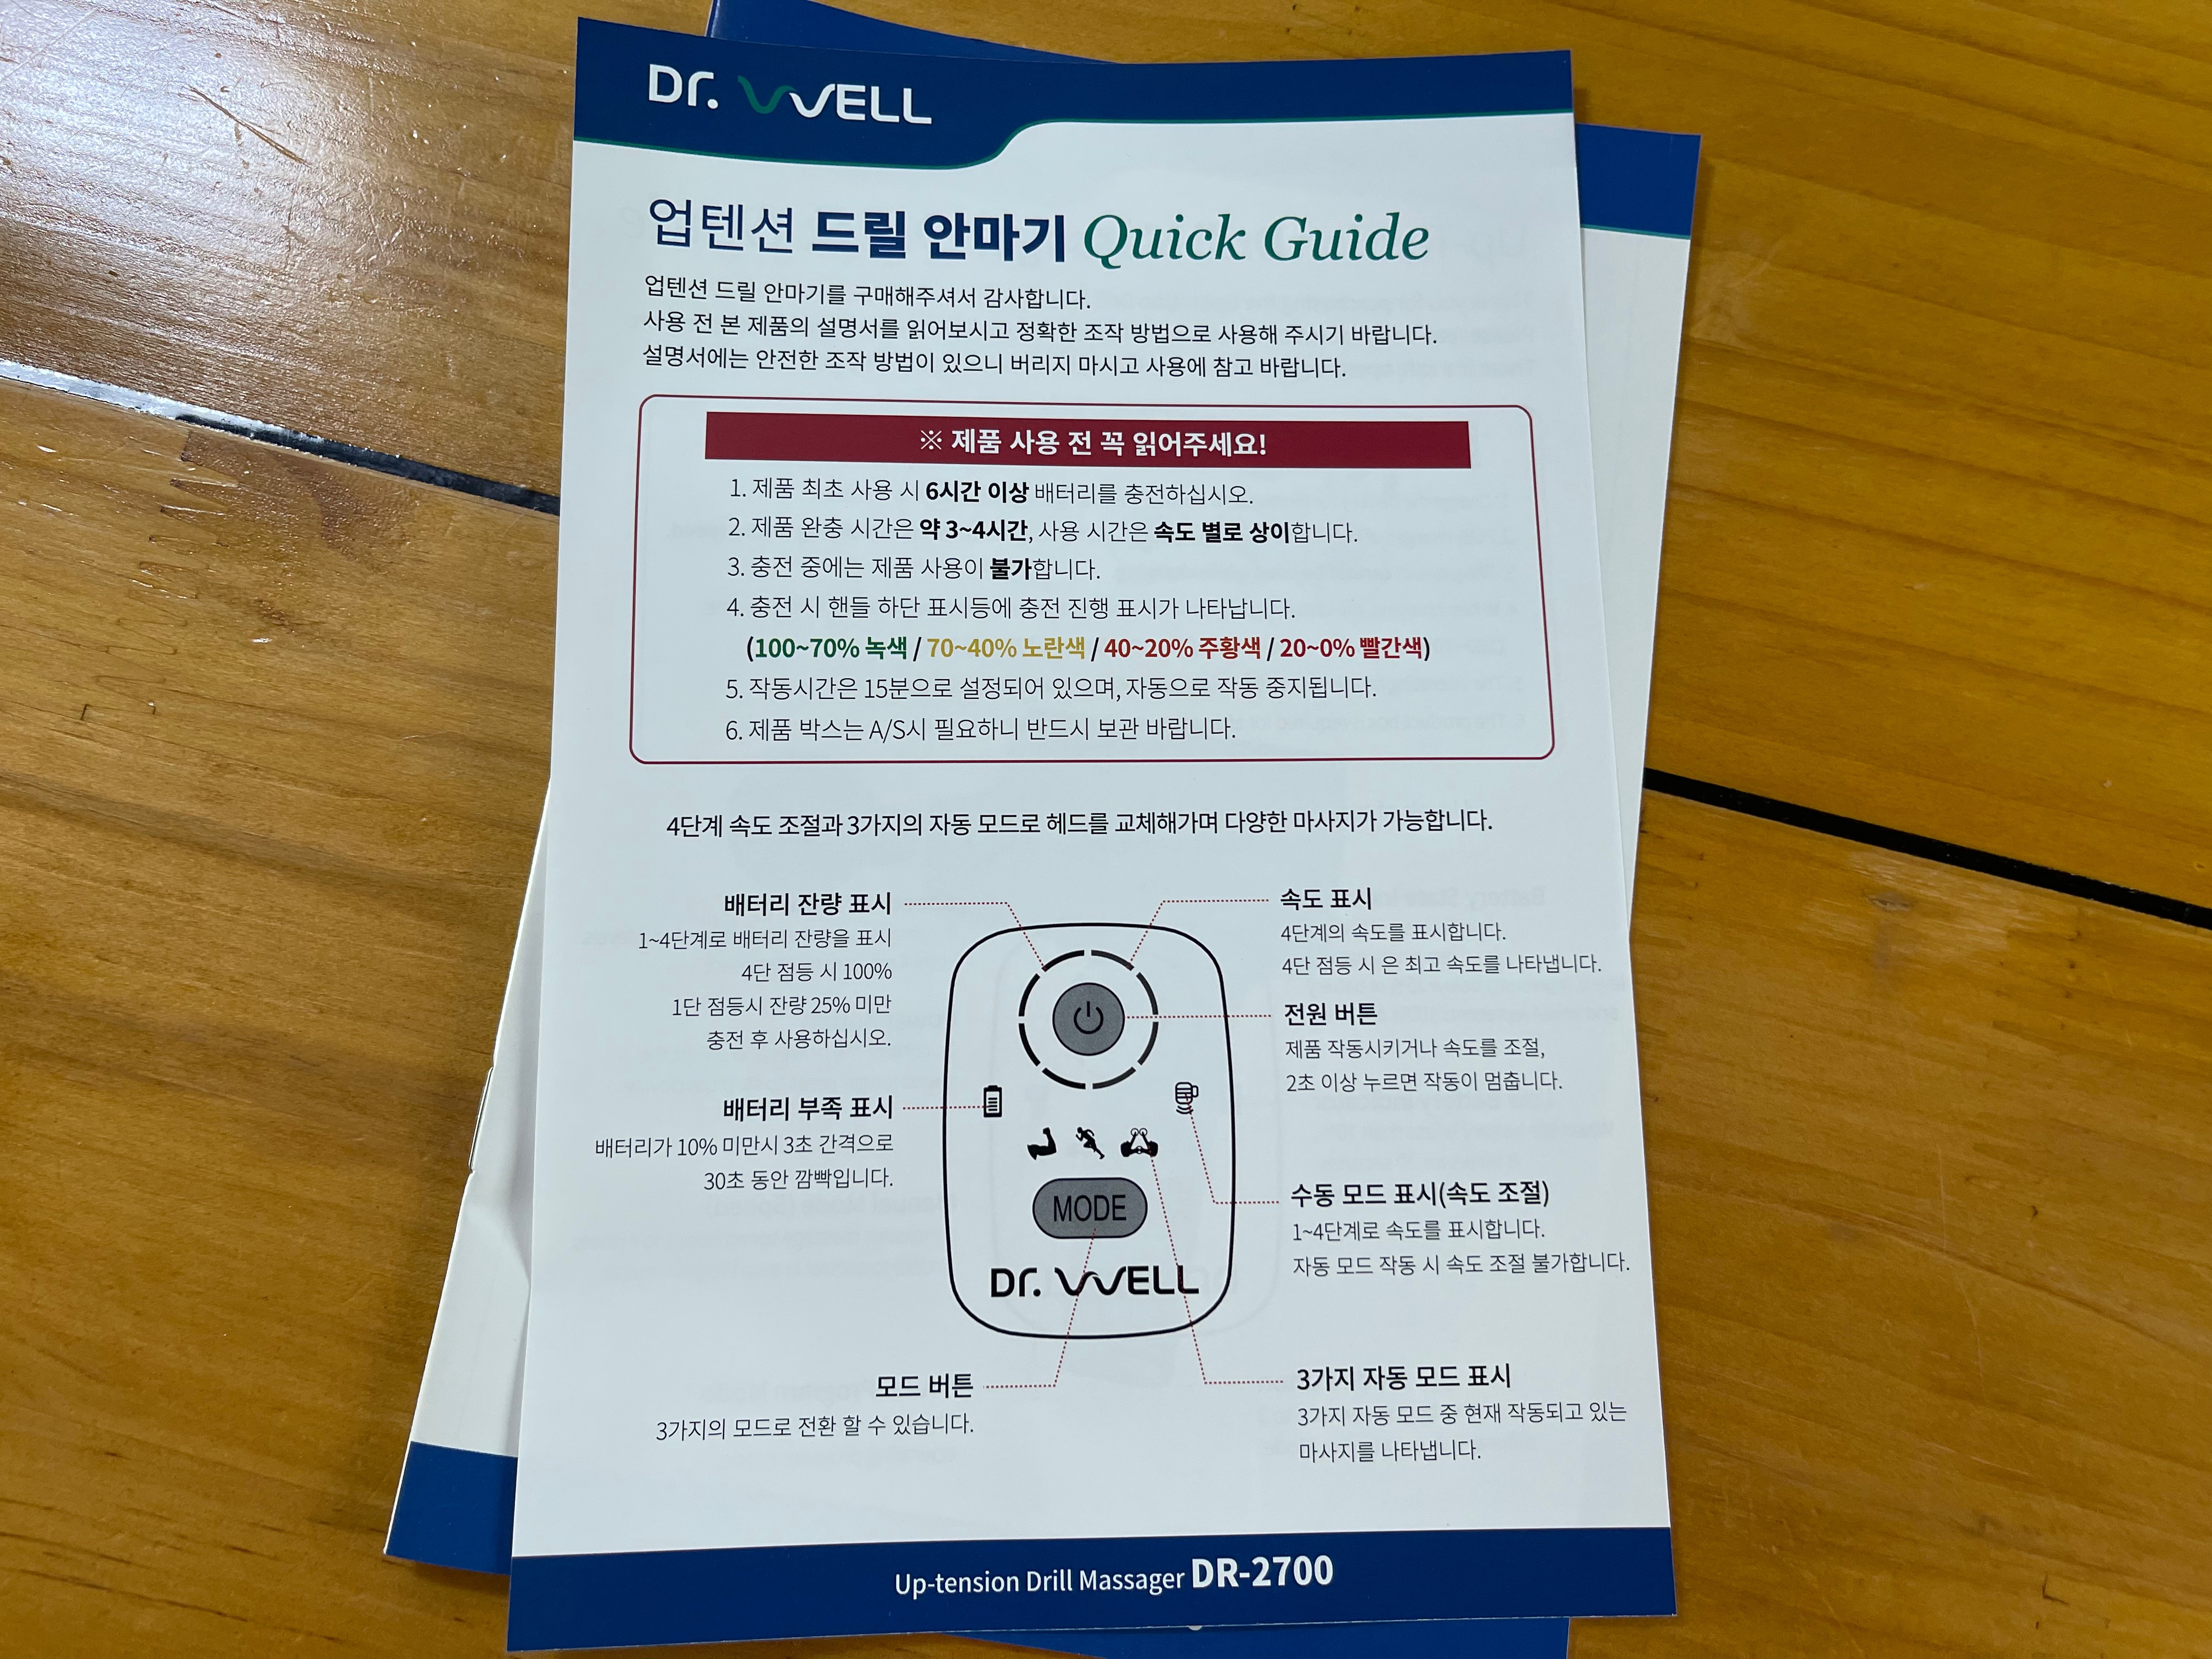 Dr. WELL
업텐션 드릴 안마기 Quick Guide
업텐션 드릴 안마기를 구매해주셔서 감사합니다.
사용 전 본 제품의 설명서를 읽어보시고 정확한 조작 방법으로 사용해 주시기 바랍니다.
설명서에는 안전한 조작 방법이 있으니 버리지 마시고 사용에 참고 바랍니다.
※ 제품 사용 전 꼭 읽어주세요!
1. 제품 최초 사용 시 6시간 이상 배터리를 충전하십시오.
2. 제품 완충 시간은 약 3~4시간, 사용 시간은 속도 별로 상이합니다.
3. 충전 중에는 제품 사용이 불가합니다.
4. 충전 시 핸들 하단 표시등에 충전 진행 표시가 나타납니다.
(100~70% 녹색 / 70~40% 노란색 / 40~20% 주황색 / 20~0% 빨간색)
5. 작동시간은 15분으로 설정되어 있으며, 자동으로 작동 중지됩니다.
6. 제품 박스는 A/S시 필요하니 반드시 보관 바랍니다.
4단계 속도 조절과 3가지의 자동 모드로 헤드를 교체해가며 다양한 마사지가 가능합니다.
배터리 잔량 표시
1~4단계로 배터리 잔량을 표시
4단 점등 시 100%
1단 점등시 잔량 25% 미만
충전 후 사용하십시오.
배터리 부족 표시
배터리가 10% 미만시 3초 간격으로
30초 동안 깜빡입니다.
모드 버튼
3가지의 모드로 전환 할 수 있습니다.
속도 표시
4단계의 속도를 표시합니다.
4단 점등 시 은 최고 속도를 나타냅니다.
전원 버튼
제품 작동시키거나 속도를 조절,
2초 이상 누르면 작동이 멈춥니다.
수동 모드 표시(속도 조절)
1~4단계로 속도를 표시합니다.
자동 모드 작동 시 속도 조절 불가합니다.
3가지 자동 모드 표시
3가지 자동 모드 중 현재 작동되고 있는
마사지를 나타냅니다.
MODE
Dr. WELL
Up-tension Drill Massager DR-2700